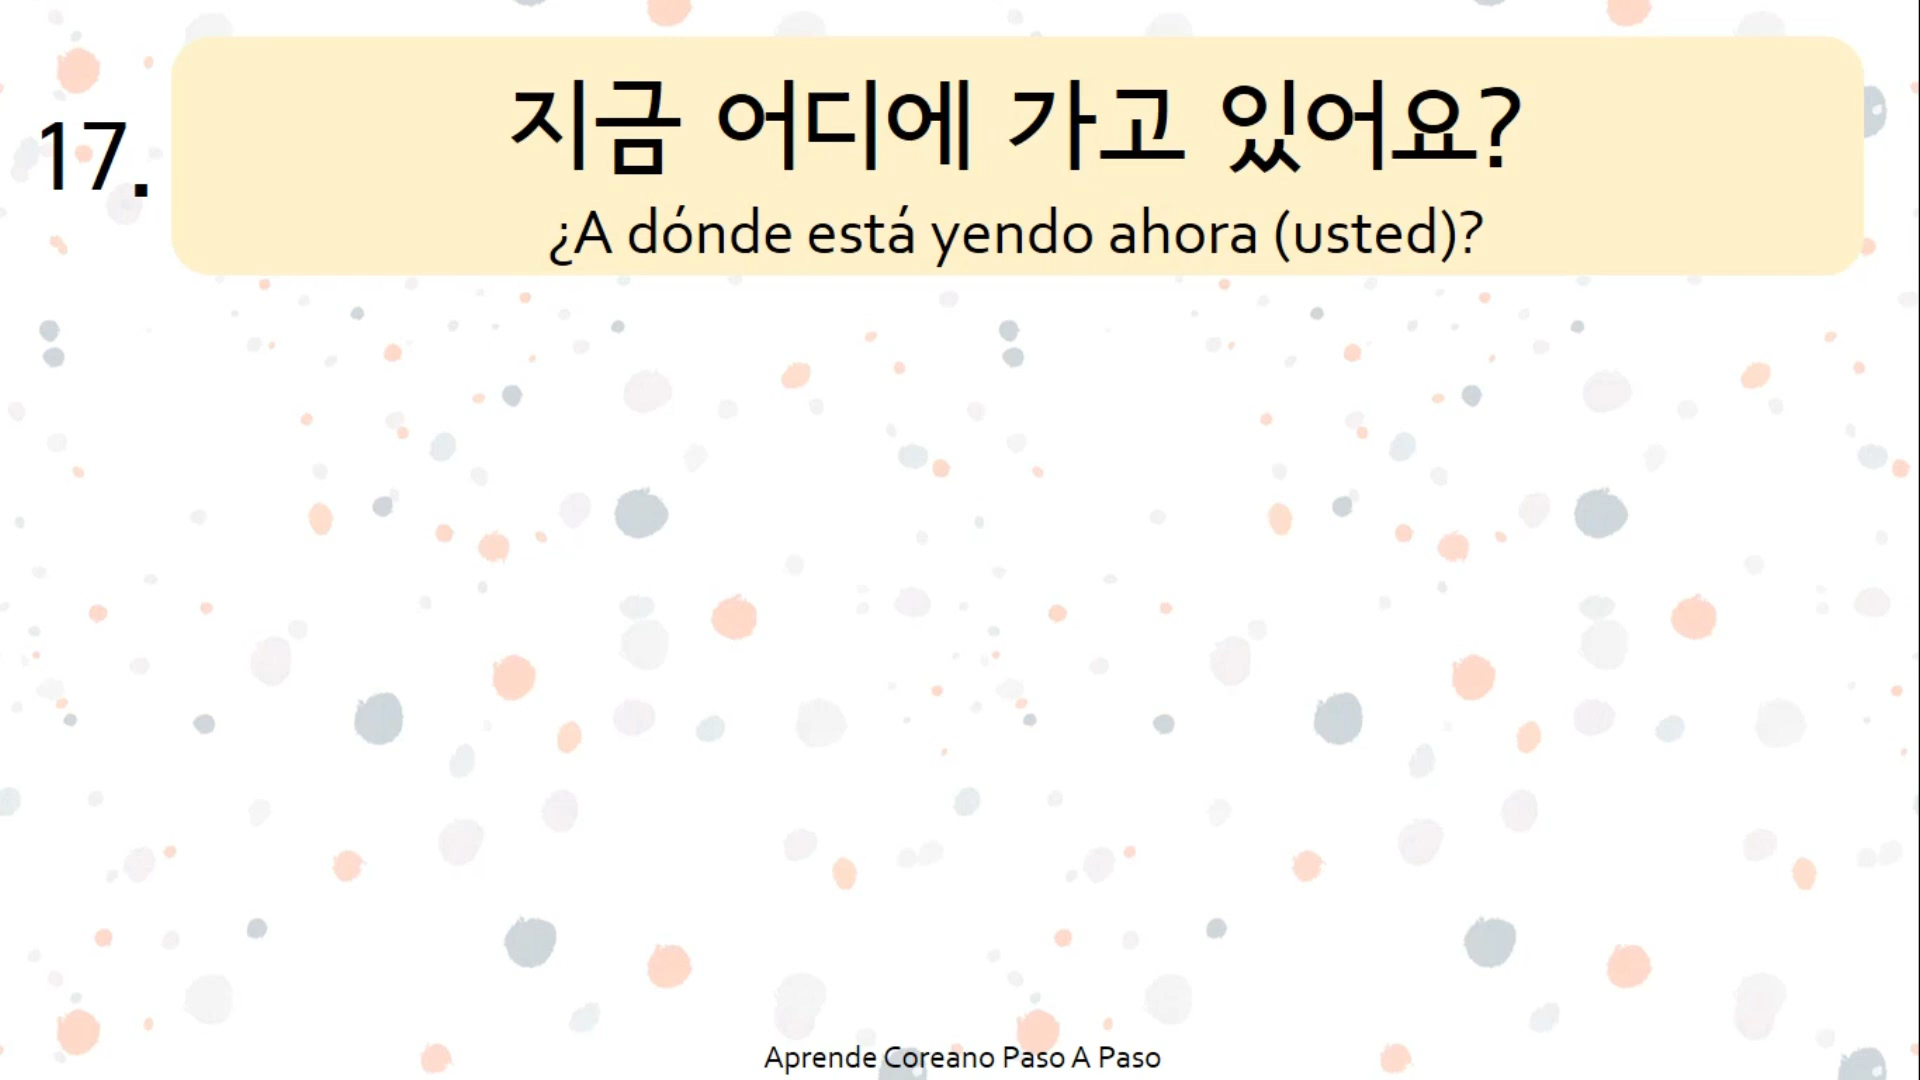 17.
지금 어디에 가고 있어요?
¿A dónde está yendo ahora (usted)?
Aprende Coreano Paso A Paso